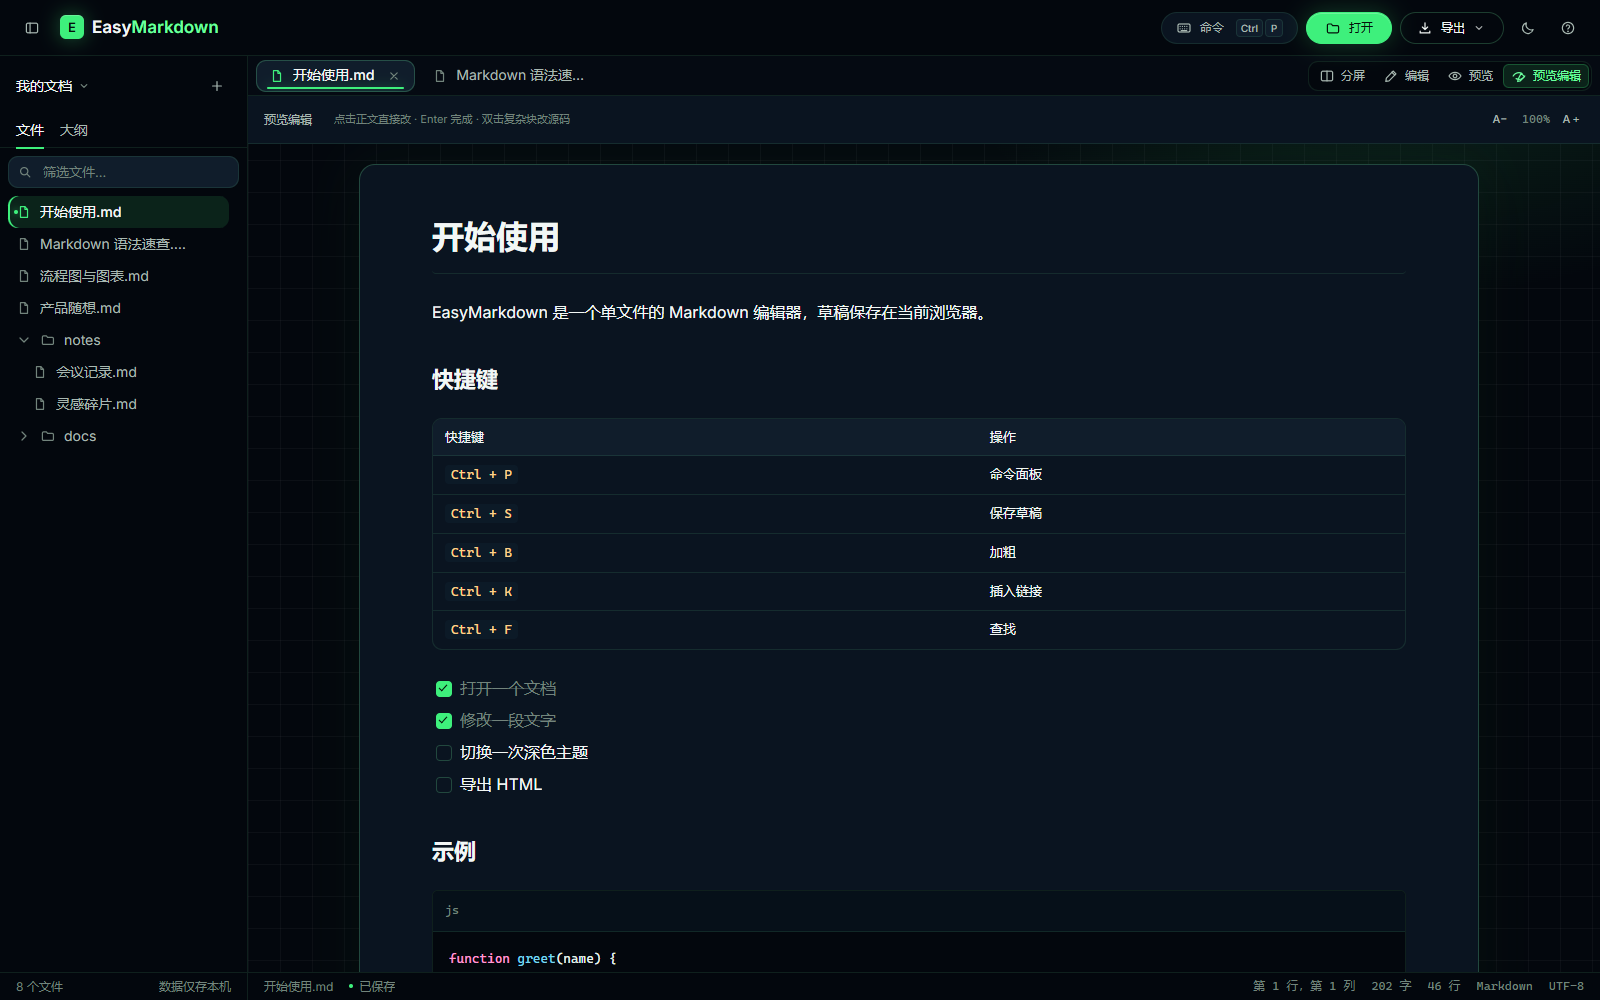 E EasyMarkdown
命令 Ctrl P
打开
导出
我的文档
文件 大纲
筛选文件...
开始使用.md
Markdown 语法速查....
流程图与图表.md
产品随想.md
notes
会议记录.md
灵感碎片.md
docs
8 个文件 数据仅存本机
开始使用.md
Markdown 语法速...
分屏 编辑 预览 预览编辑
预览编辑 点击正文直接改 · Enter 完成 · 双击复杂块改源码
A- 100% A+
开始使用
EasyMarkdown 是一个单文件的 Markdown 编辑器，草稿保存在当前浏览器。
快捷键
快捷键 操作
Ctrl + P 命令面板
Ctrl + S 保存草稿
Ctrl + B 加粗
Ctrl + K 插入链接
Ctrl + F 查找
打开一个文档
修改一段文字
切换一次深色主题
导出 HTML
示例
js
function greet(name) {
开始使用.md 已保存
第 1 行, 第 1 列 202 字 46 行 Markdown UTF-8